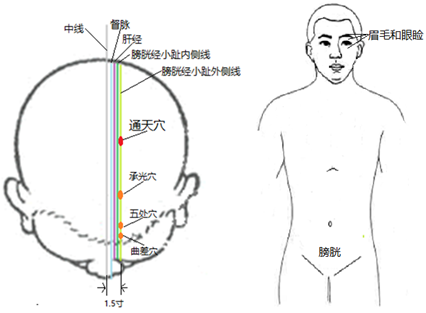 中线
督脉
肝经
膀胱经小趾内侧线
膀胱经小趾外侧线
通天穴
承光穴
五处穴
曲差穴
1.5寸
眉毛和眼睑
膀胱